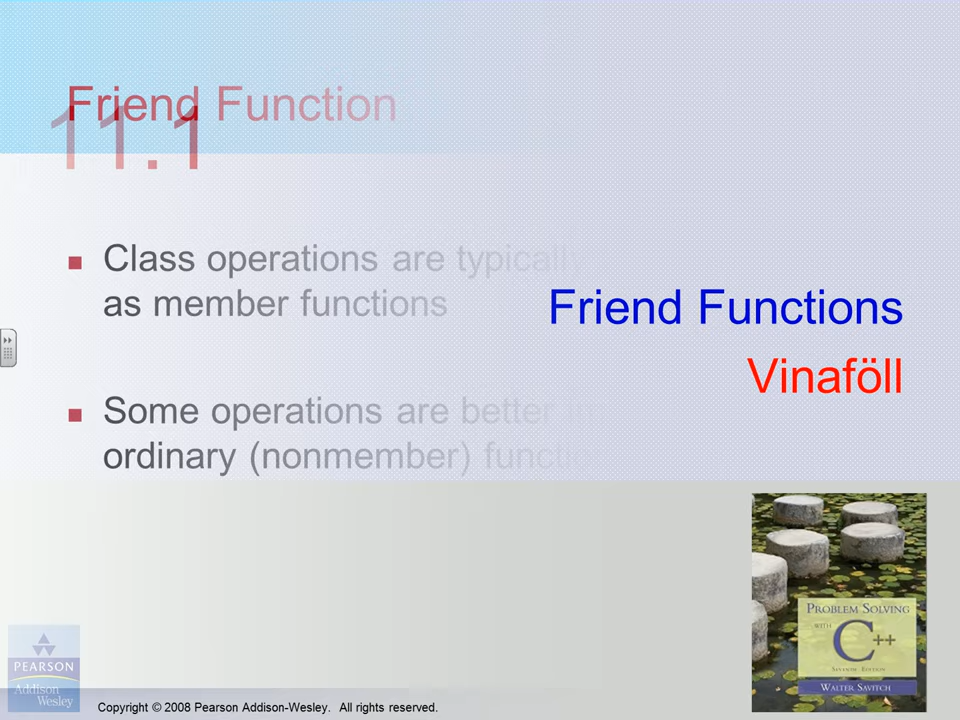 Friend Function
11.1
Class operations are typically
as member functions
Friend Functions
Vinaföll
Some operations are better
ordinary (nonmember) function
PROBLEM SOLVING
WITH
C++
SEVENTH EDITION
WALTER SAVITCH
PEARSON
Addison
Wesley
Copyright © 2008 Pearson Addison-Wesley. All rights reserved.